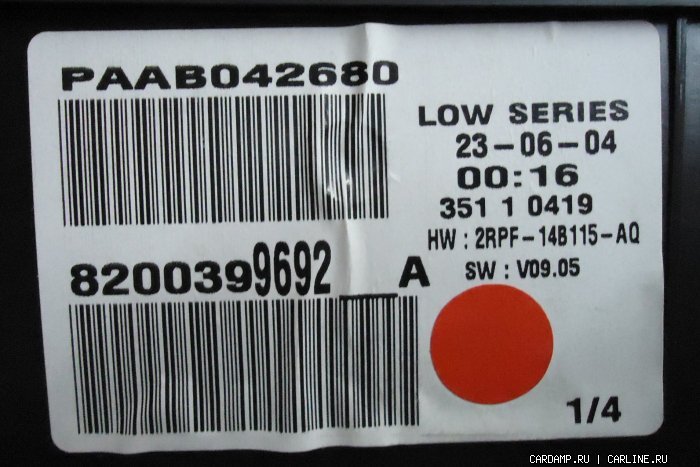 PAAB042680
LOW SERIES
23-06-04
00:16
351 1 0419
HW : 2RPF-14B115-AQ
SW : V09.05
8200399692__A
1/4
CARDAMP.RU | CARLINE.RU